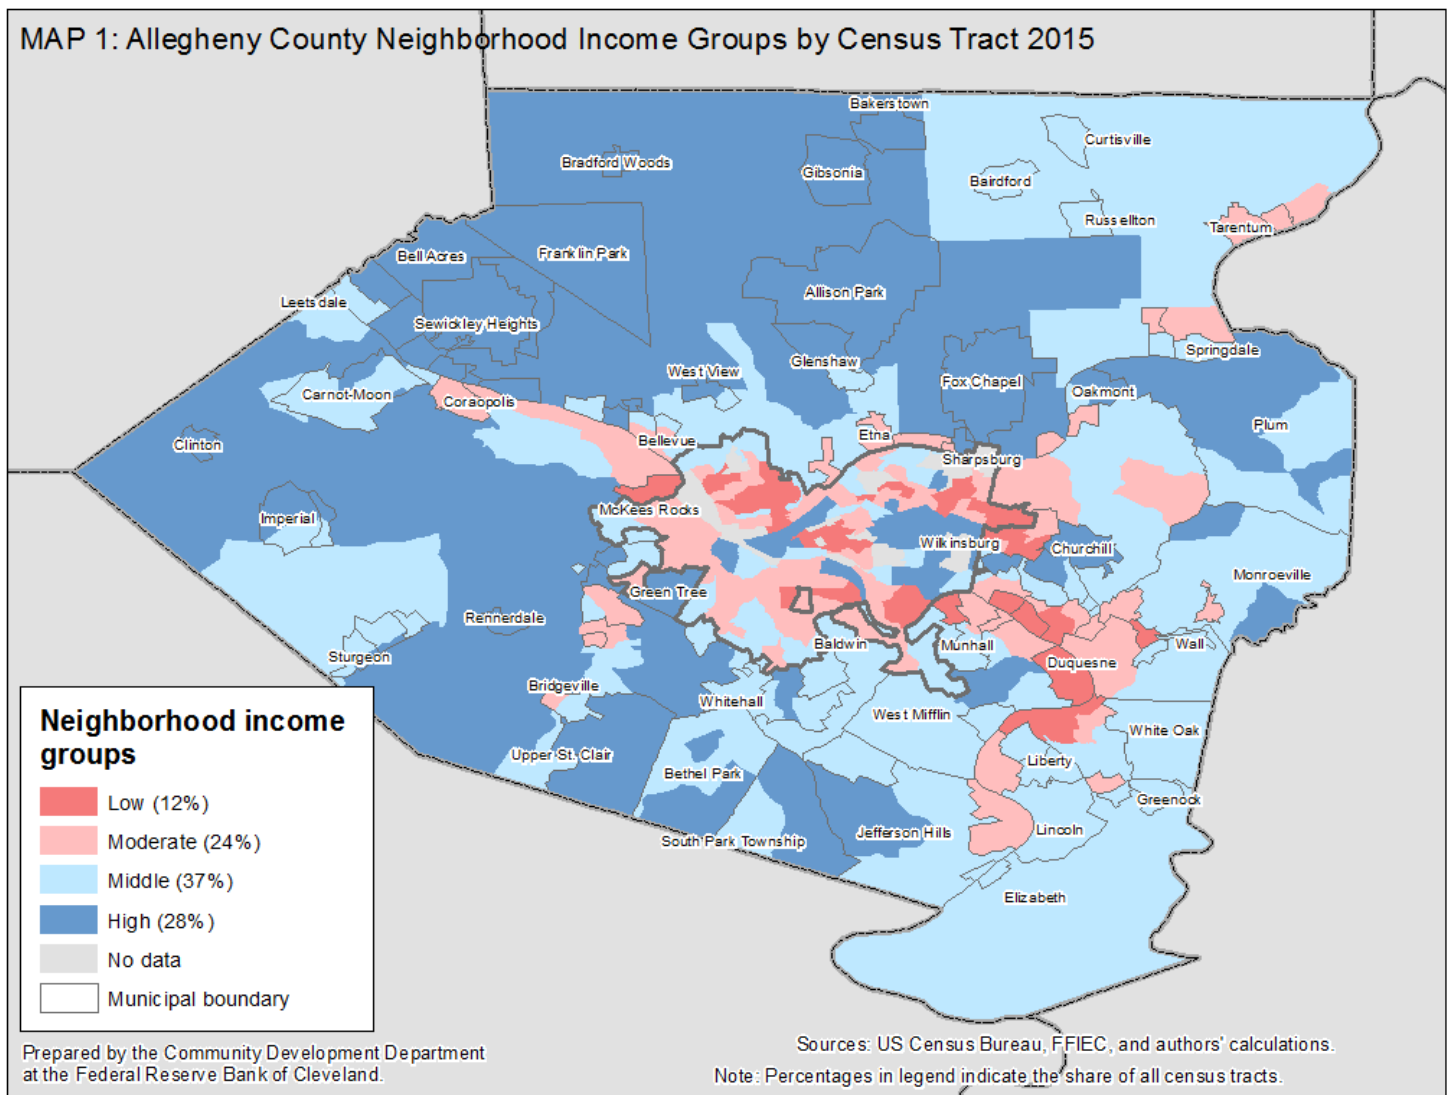 MAP 1: Allegheny County Neighborhood Income Groups by Census Tract 2015
Bakerstown
Curtisville
Bradford Woods
Gibsonia
Bairdford
Russellton
Tarentum
Bell Acres
Franklin Park
Allison Park
Leetsdale
Sewickley Heights
Springdale
Glenshaw
West View
Fox Chapel
Oakmont
Carnot-Moon
Coraopolis
Plum
Clinton
Bellevue
Etna
Sharpsburg
McKees Rocks
Imperial
Wilkinsburg
Churchill
Monroeville
Green Tree
Rennerdale
Baldwin
Munhall
Wall
Sturgeon
Duquesne
Bridgeville
Whitehall
West Mifflin
White Oak
Upper St. Clair
Bethel Park
Liberty
Greenock
South Park Township
Jefferson Hills
Lincoln
Elizabeth
Neighborhood income
groups
Low (12%)
Moderate (24%)
Middle (37%)
High (28%)
No data
Municipal boundary
Prepared by the Community Development Department
at the Federal Reserve Bank of Cleveland.
Sources: US Census Bureau, FFIEC, and authors' calculations.
Note: Percentages in legend indicate the share of all census tracts.